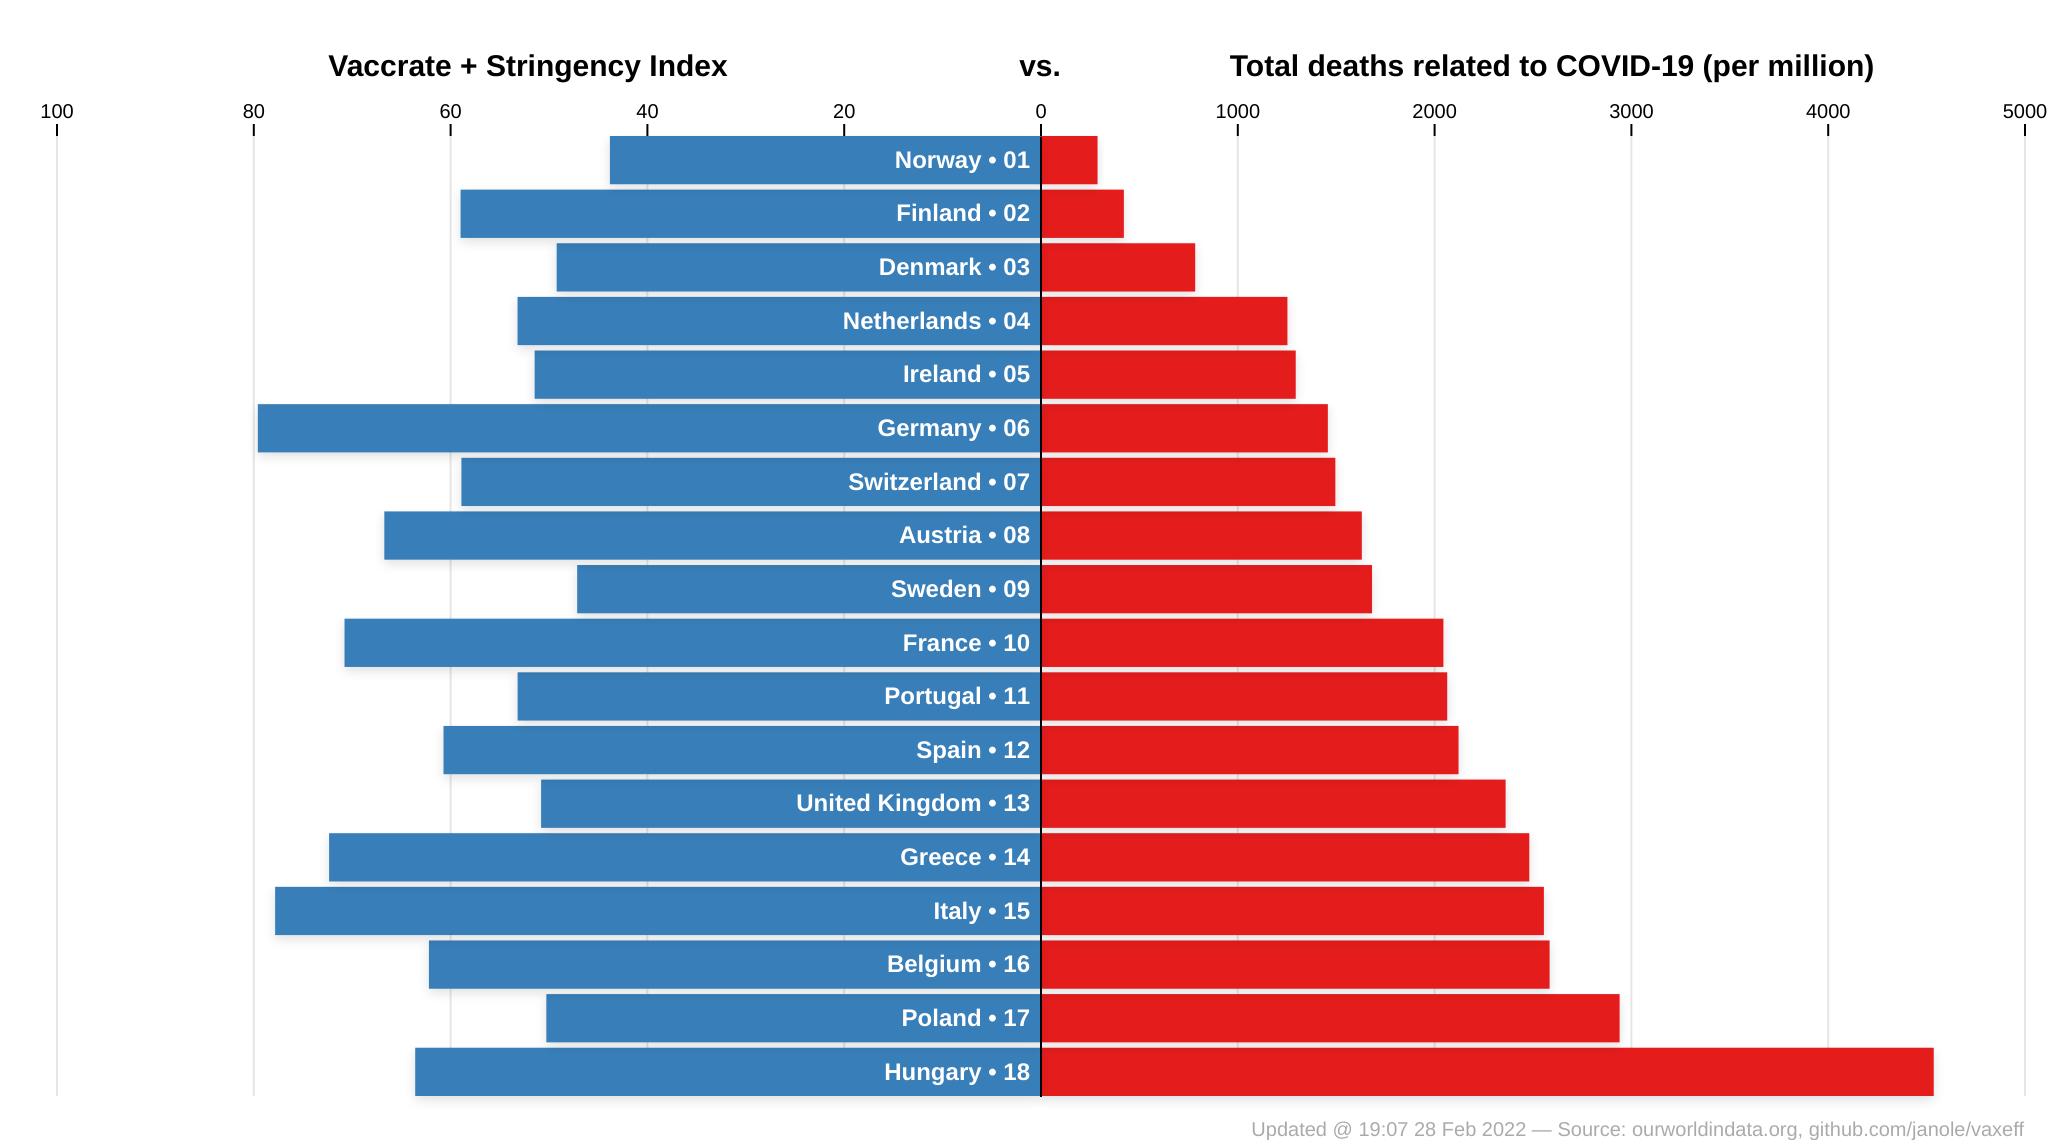 Vaccrate + Stringency Index vs. Total deaths related to COVID-19 (per million)
100 80 60 40 20 0 1000 2000 3000 4000 5000
Norway • 01
Finland • 02
Denmark • 03
Netherlands • 04
Ireland • 05
Germany • 06
Switzerland • 07
Austria • 08
Sweden • 09
France • 10
Portugal • 11
Spain • 12
United Kingdom • 13
Greece • 14
Italy • 15
Belgium • 16
Poland • 17
Hungary • 18
Updated @ 19:07 28 Feb 2022 — Source: ourworldindata.org, github.com/janole/vaxeff